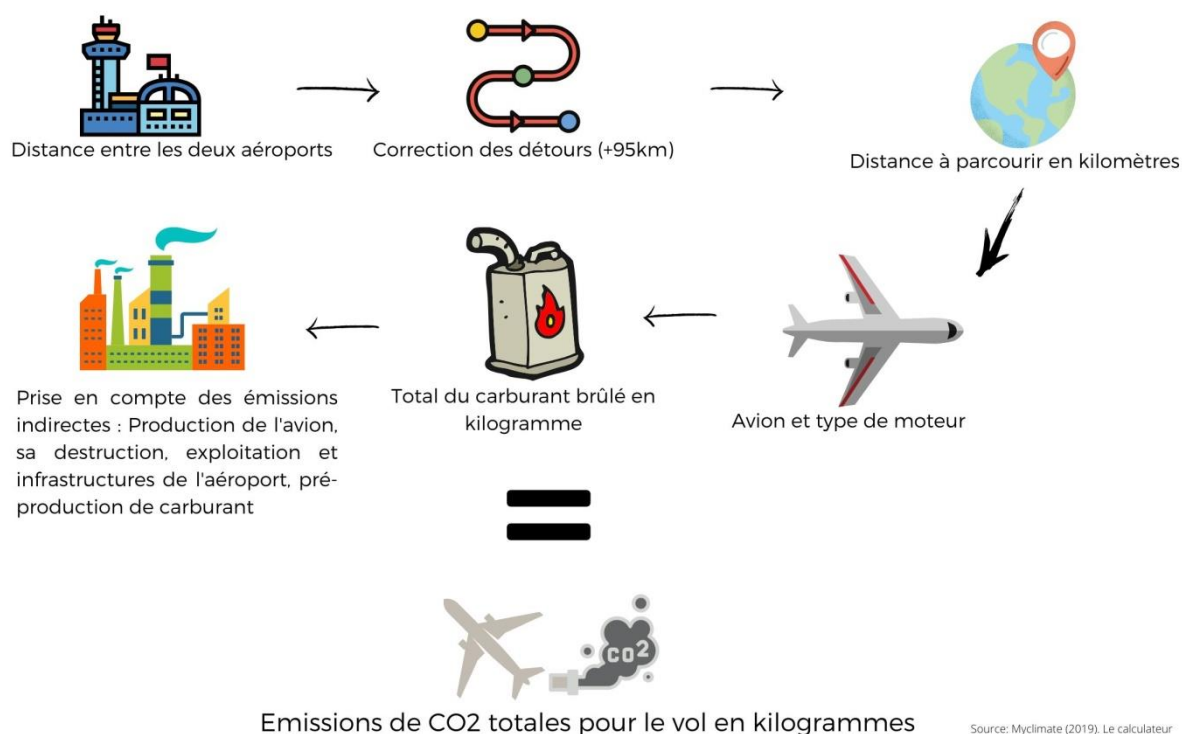 Distance entre les deux aéroports
Correction des détours (+95km)
Distance à parcourir en kilomètres
Prise en compte des émissions
indirectes : Production de l'avion,
sa destruction, exploitation et
infrastructures de l'aéroport, pré-
production de carburant
Total du carburant brûlé en
kilogramme
Avion et type de moteur
CO2
Emissions de CO2 totales pour le vol en kilogrammes
Source: Myclimate (2019). Le calculateur